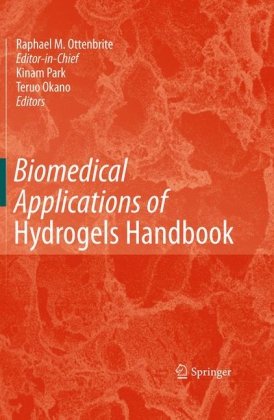 Raphael M. Ottenbrite
Editor-in-Chief
Kinam Park
Teruo Okano
Editors
Biomedical
Applications of
Hydrogels Handbook
Springer